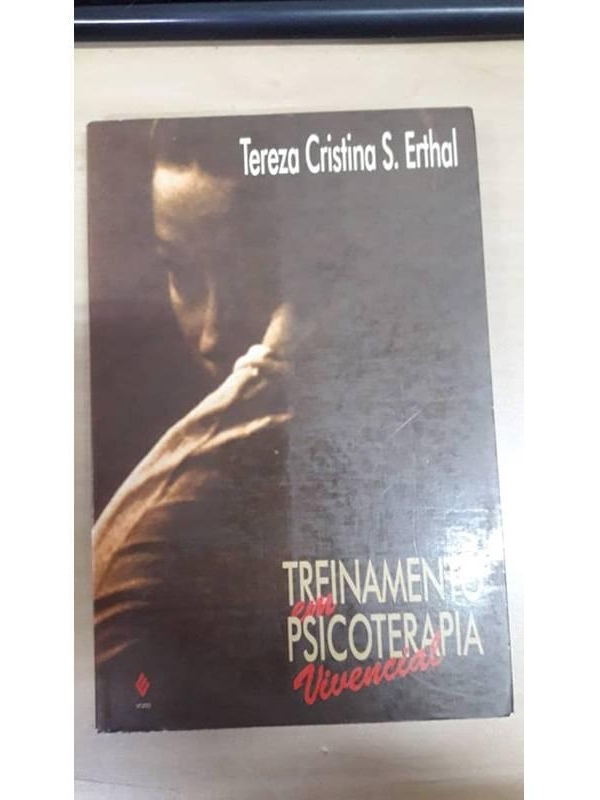 Tereza Cristina S. Erthal
TREINAMENTO
em
PSICOTERAPIA
Vivencial